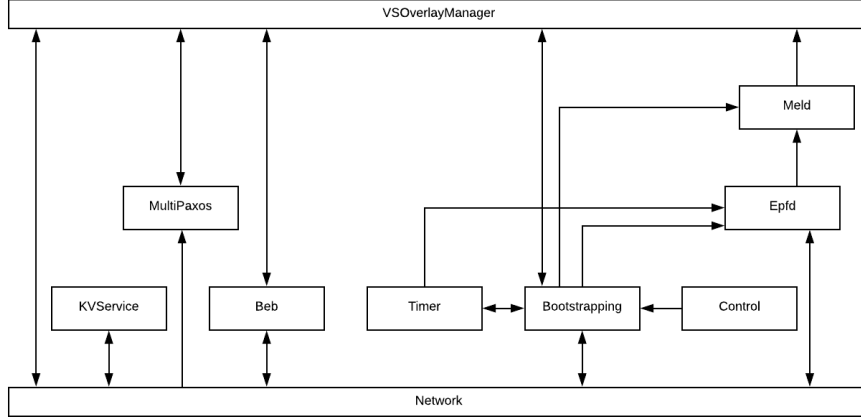 VSOverlayManager
Meld
MultiPaxos
Epfd
KVService
Beb
Timer
Bootstrapping
Control
Network